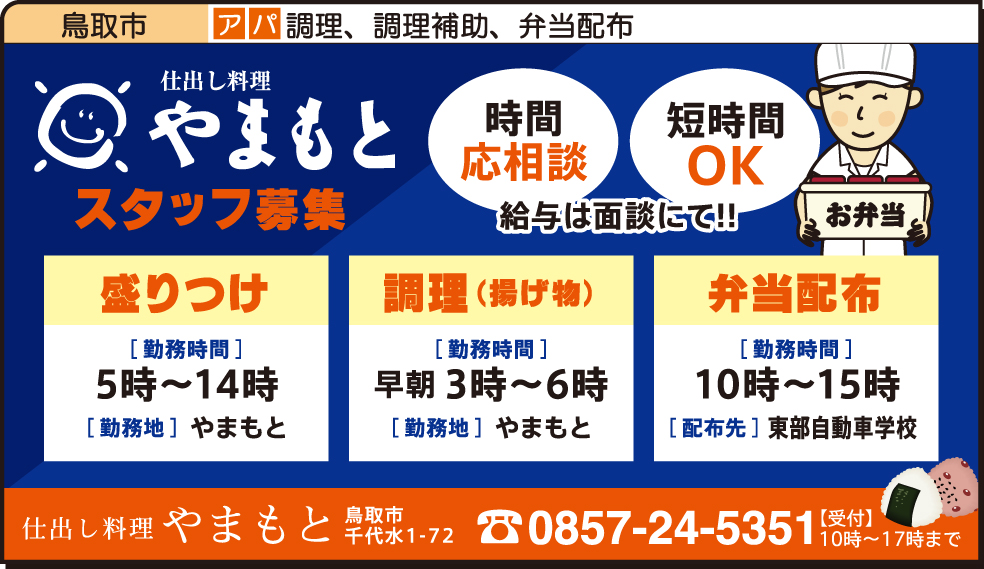 鳥取市
アパ 調理、調理補助、弁当配布
仕出し料理
やまもと
スタッフ募集
時間
応相談
短時間
OK
給与は面談にて!!
お弁当
盛りつけ
[勤務時間]
5時～14時
[勤務地] やまもと
調理(揚げ物)
[勤務時間]
早朝 3時～6時
[勤務地] やまもと
弁当配布
[勤務時間]
10時～15時
[配布先] 東部自動車学校
仕出し料理 やまもと
鳥取市
千代水1-72
☎0857-24-5351
【受付】
10時～17時まで